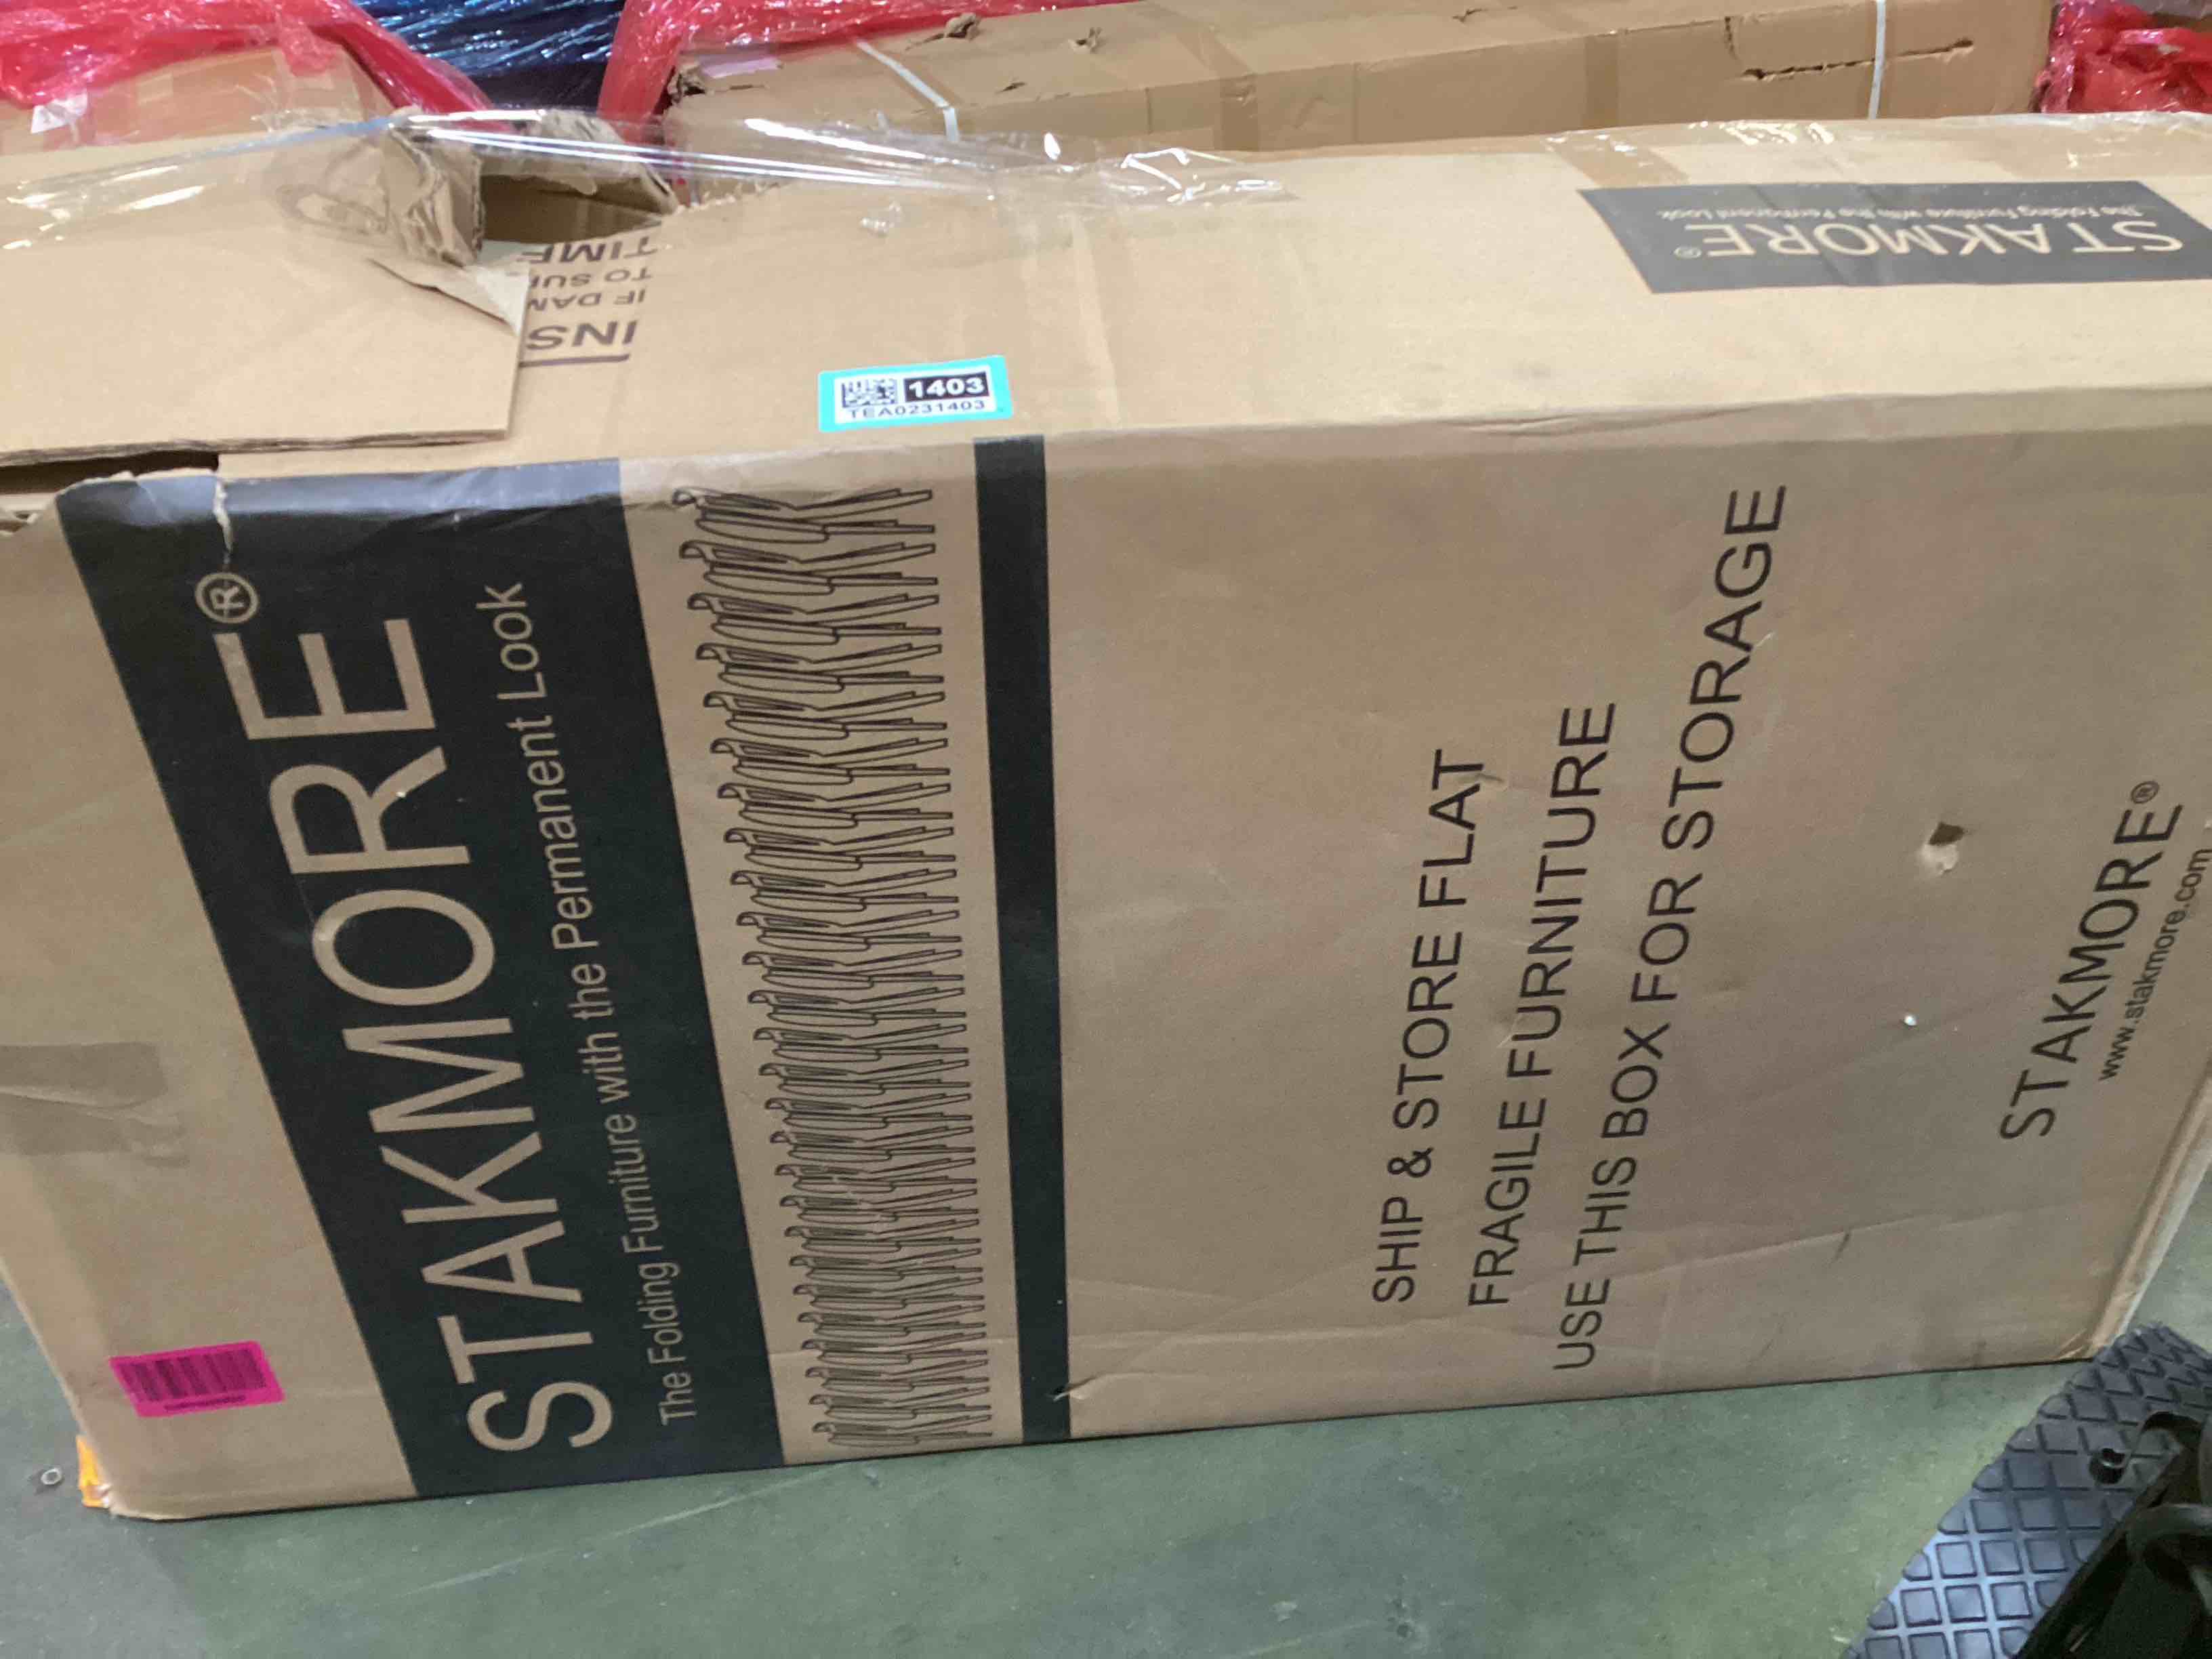 STAKMORE®
The Folding Furniture with the Permanent Look
INS
IF DAM
TO SUR
TIME
1403
TEA0231403
STAKMORE®
The Folding Furniture with the Permanent Look
SHIP & STORE FLAT
FRAGILE FURNITURE
USE THIS BOX FOR STORAGE
STAKMORE®
www.stakmore.com